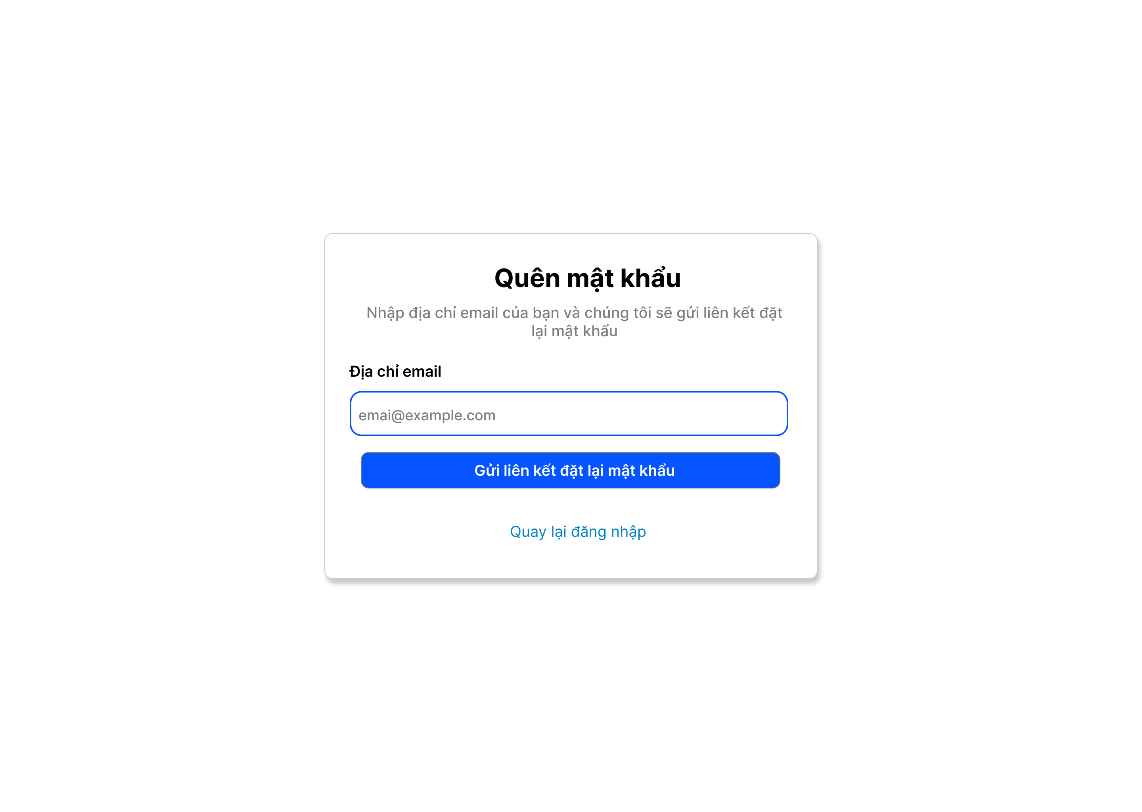 Quên mật khẩu
Nhập địa chỉ email của bạn và chúng tôi sẽ gửi liên kết đặt
lại mật khẩu
Địa chỉ email
emai@example.com
Gửi liên kết đặt lại mật khẩu
Quay lại đăng nhập